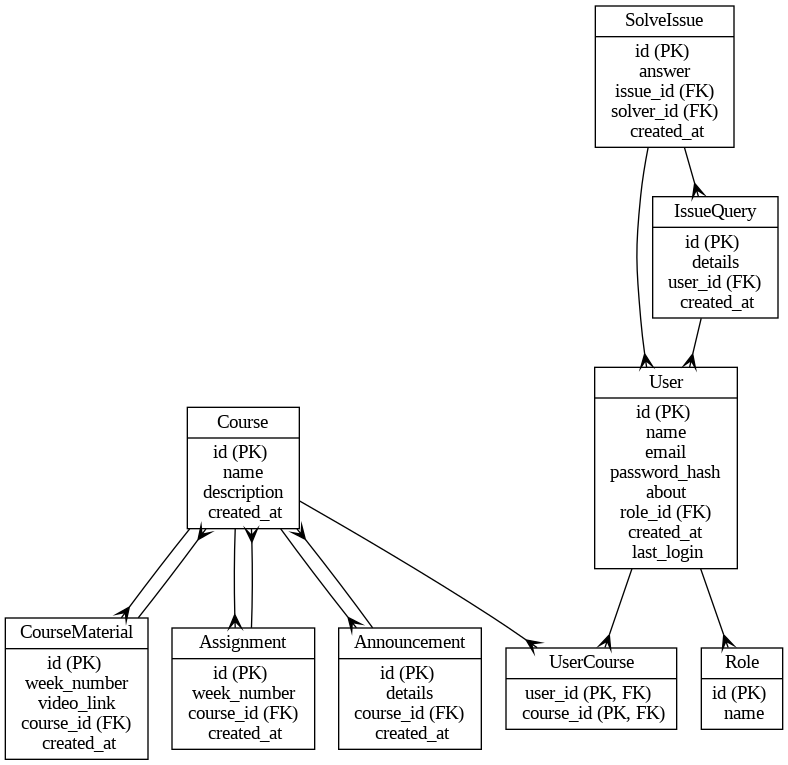 SolveIssue
id (PK)
answer
issue_id (FK)
solver_id (FK)
created_at
IssueQuery
id (PK)
details
user_id (FK)
created_at
User
id (PK)
name
email
password_hash
about
role_id (FK)
created_at
last_login
Course
id (PK)
name
description
created_at
CourseMaterial
id (PK)
week_number
video_link
course_id (FK)
created_at
Assignment
id (PK)
week_number
course_id (FK)
created_at
Announcement
id (PK)
details
course_id (FK)
created_at
UserCourse
user_id (PK, FK)
course_id (PK, FK)
Role
id (PK)
name